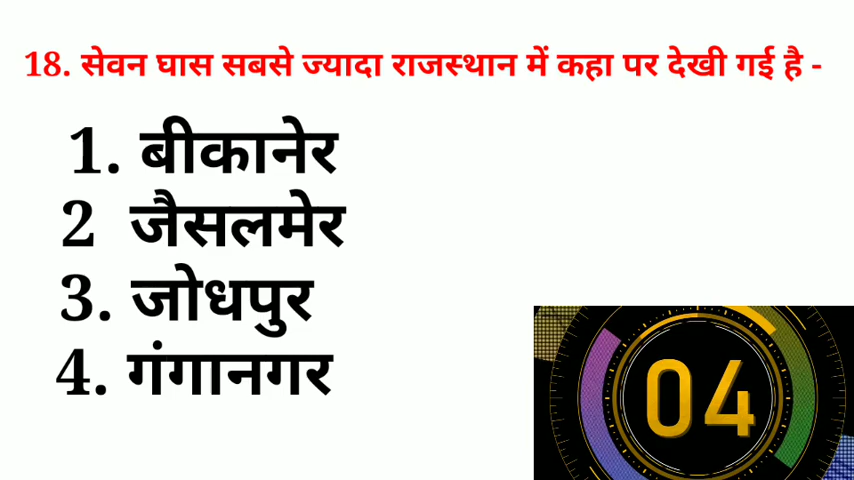 18. सेवन घास सबसे ज्यादा राजस्थान में कहा पर देखी गई है -
1. बीकानेर
2 जैसलमेर
3. जोधपुर
4. गंगानगर
04